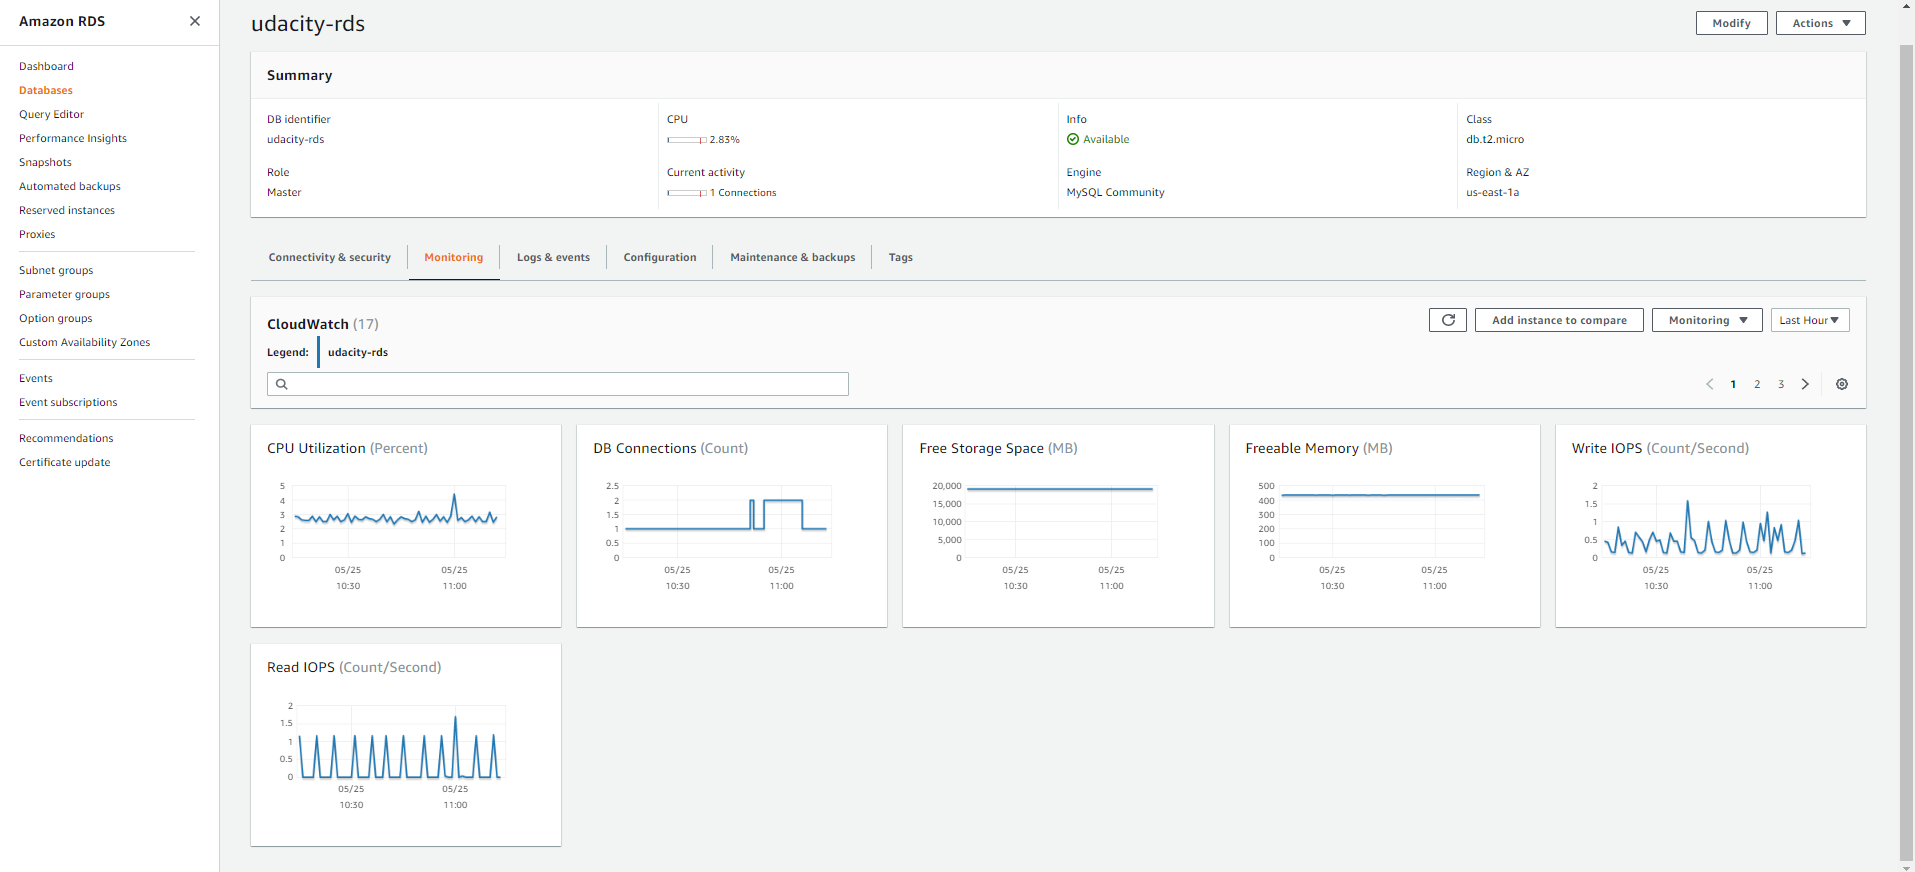 Amazon RDS
Dashboard
Databases
Query Editor
Performance Insights
Snapshots
Automated backups
Reserved instances
Proxies
Subnet groups
Parameter groups
Option groups
Custom Availability Zones
Events
Event subscriptions
Recommendations
Certificate update
udacity-rds
Modify
Actions
Summary
DB identifier
udacity-rds
CPU
2.83%
Info
Available
Class
db.t2.micro
Role
Master
Current activity
1 Connections
Engine
MySQL Community
Region & AZ
us-east-1a
Connectivity & security
Monitoring
Logs & events
Configuration
Maintenance & backups
Tags
CloudWatch (17)
Add instance to compare
Monitoring
Last Hour
Legend: udacity-rds
1 2 3
CPU Utilization (Percent)
5
4
3
2
1
0
05/25
10:30
05/25
11:00
DB Connections (Count)
2.5
2
1.5
1
0.5
0
05/25
10:30
05/25
11:00
Free Storage Space (MB)
20,000
15,000
10,000
5,000
0
05/25
10:30
05/25
11:00
Freeable Memory (MB)
500
400
300
200
100
0
05/25
10:30
05/25
11:00
Write IOPS (Count/Second)
2
1.5
1
0.5
0
05/25
10:30
05/25
11:00
Read IOPS (Count/Second)
2
1.5
1
0.5
0
05/25
10:30
05/25
11:00